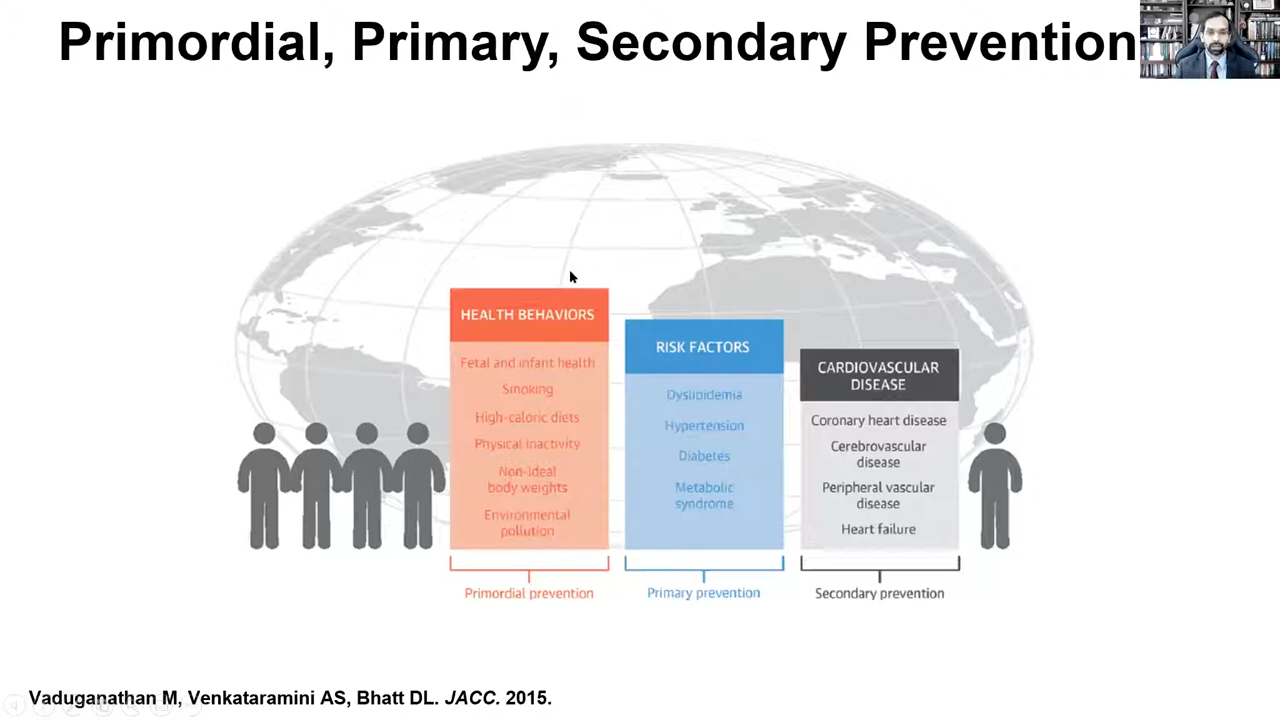 Primordial, Primary, Secondary Prevention
HEALTH BEHAVIORS
Fetal and infant health
Smoking
High-caloric diets
Physical inactivity
Non-ideal
body weights
Environmental
pollution
Primordial prevention
RISK FACTORS
Dyslipidemia
Hypertension
Diabetes
Metabolic
syndrome
Primary prevention
CARDIOVASCULAR
DISEASE
Coronary heart disease
Cerebrovascular
disease
Peripheral vascular
disease
Heart failure
Secondary prevention
Vaduganathan M, Venkataramini AS, Bhatt DL. JACC. 2015.